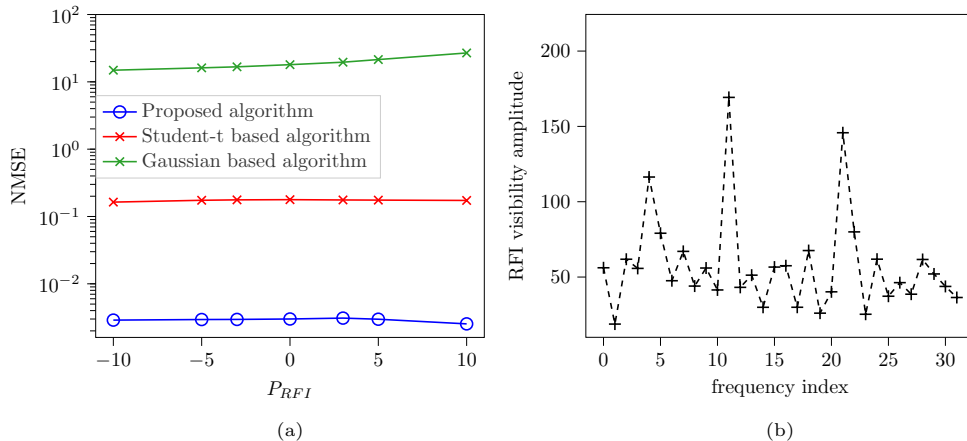 10^2
10^1
10^0
10^{-1}
10^{-2}
NMSE
Proposed algorithm
Student-t based algorithm
Gaussian based algorithm
−10 −5 0 5 10
P_{RFI}
(a)
200
150
100
50
RFI visibility amplitude
0 5 10 15 20 25 30
frequency index
(b)